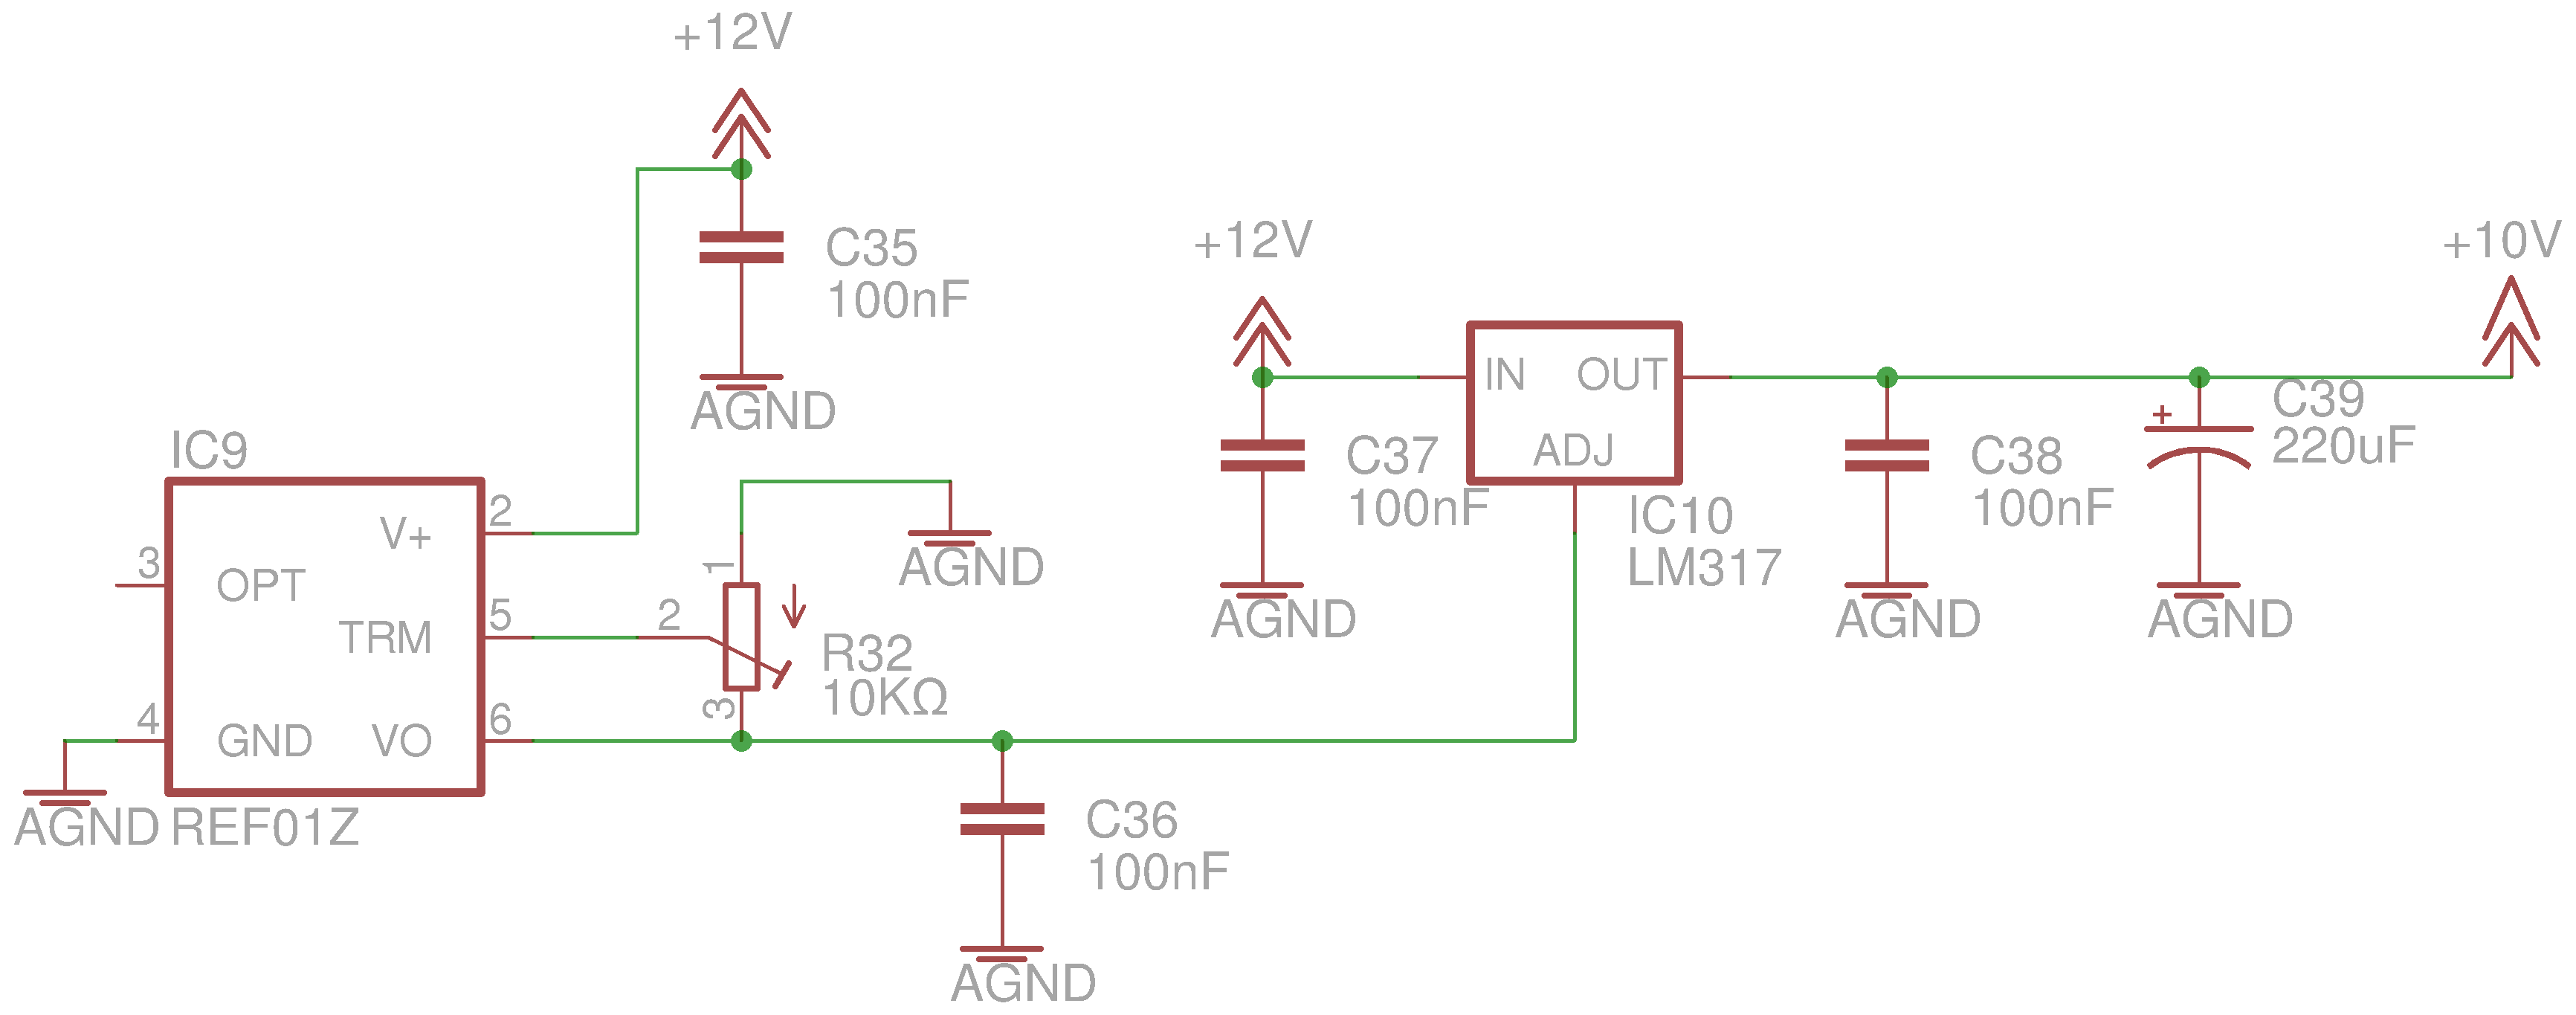 +12V
C35
100nF
AGND
IC9
V+
2
3
OPT
TRM
5
4
GND
VO
6
AGND
REF01Z
AGND
1
2
3
R32
10KΩ
C36
100nF
AGND
+12V
C37
100nF
AGND
IN
OUT
ADJ
IC10
LM317
C38
100nF
AGND
+
C39
220uF
AGND
+10V